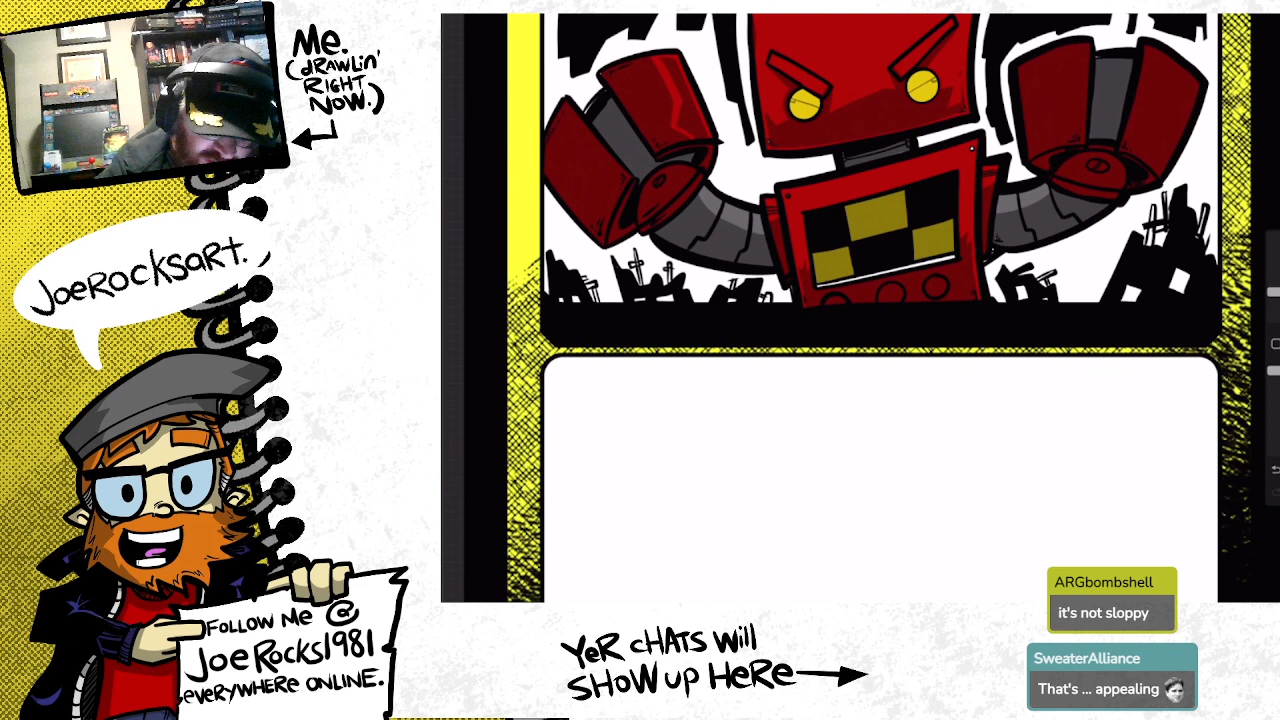 Me.
(dRAWLin'
RIGHT
NOW.)
JoeRocksaRt.
FOLLOW Me @
JoeRocks1981
everywHeRe oNLiNE.
YeR cHATS Will
SHOW up HeRe
ARGbombshell
it's not sloppy
SweaterAlliance
That's ... appealing